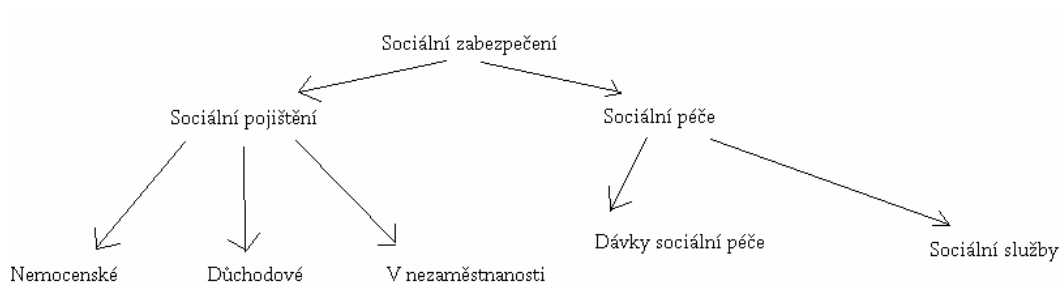 Sociální zabezpečení
Sociální pojištění
Sociální péče
Dávky sociální péče
Sociální služby
Nemocenské
Důchodové
V nezaměstnanosti